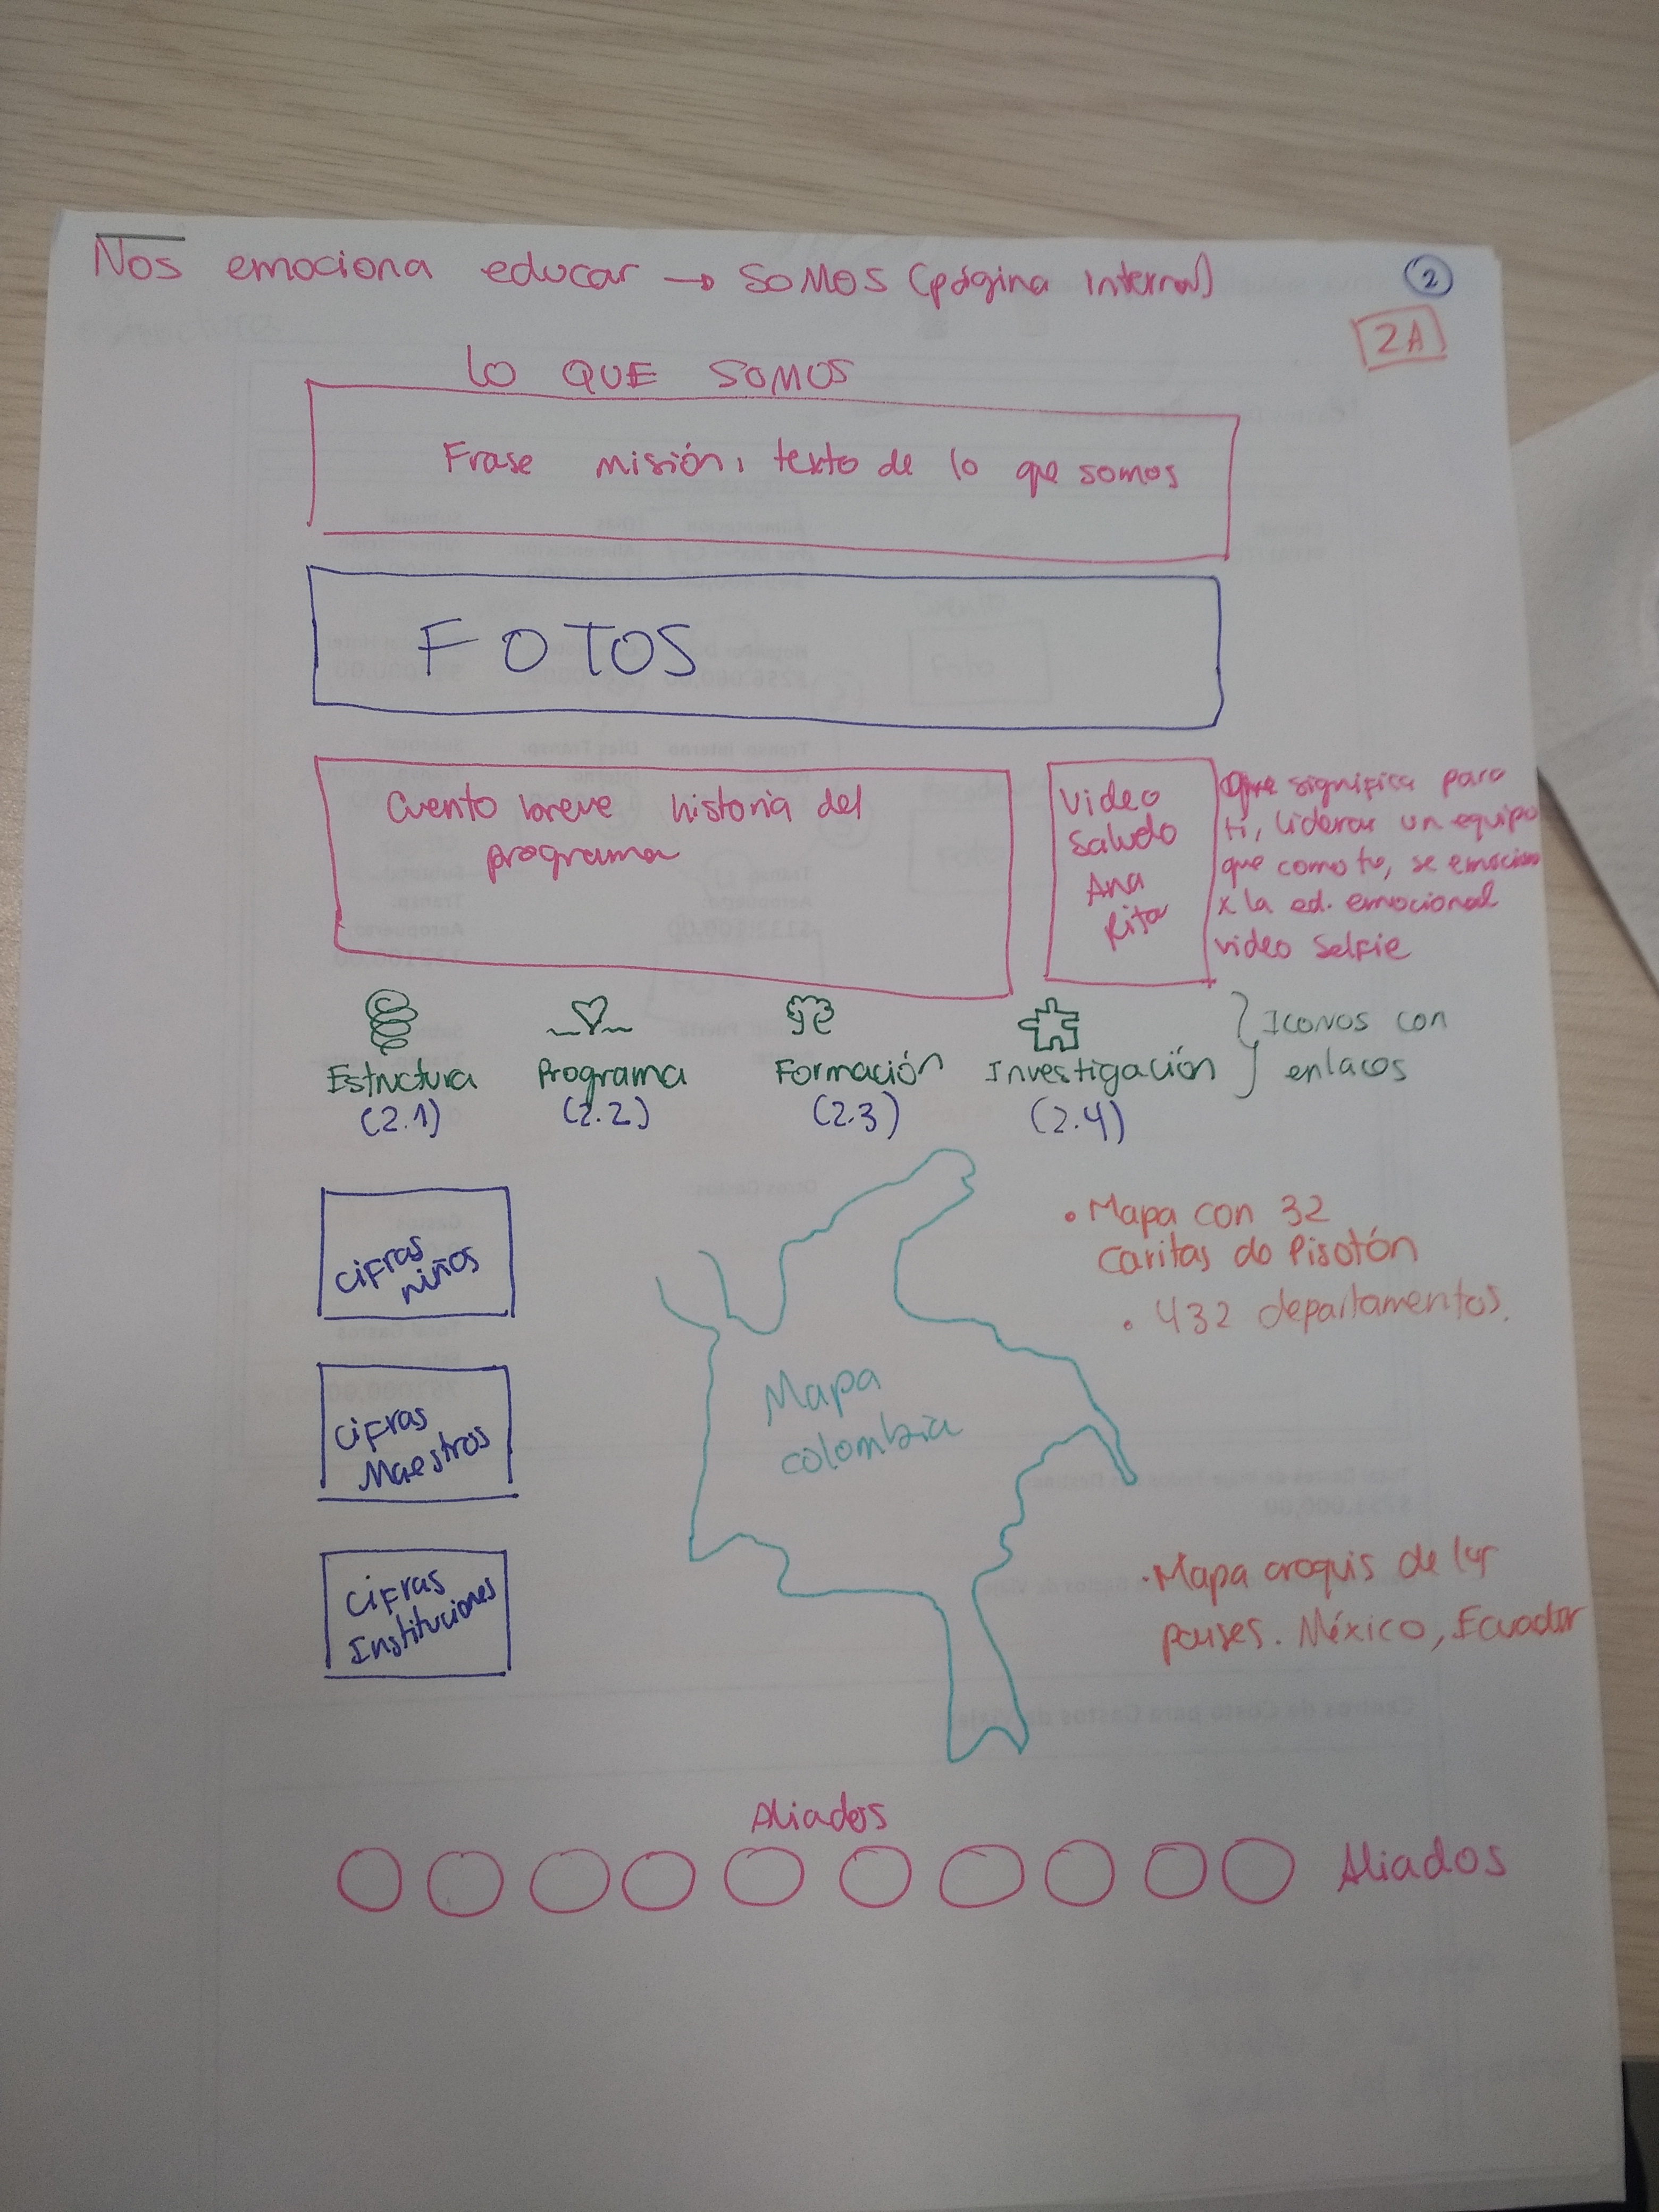 Nos emociona educar → SOMOS (página interna)
2
2A
LO QUE SOMOS
Frase misión, texto de lo que somos
FOTOS
Cuento breve historia del
programa
Video
Saludo
Ana
Rita
Que significa para
ti, liderar un equipo
que como tu, se emociona
x la ed. emocional
video selfie
Estructura
(2.1)
Programa
(2.2)
Formación
(2.3)
Investigación
(2.4)
Iconos con
enlaces
Cifras
niños
Cifras
Maestros
Cifras
Instituciones
Mapa
colombia
• Mapa con 32
caritas de Pisotón
• 432 departamentos.
• Mapa croquis de
paises. México, Ecuador
Aliados
Aliados